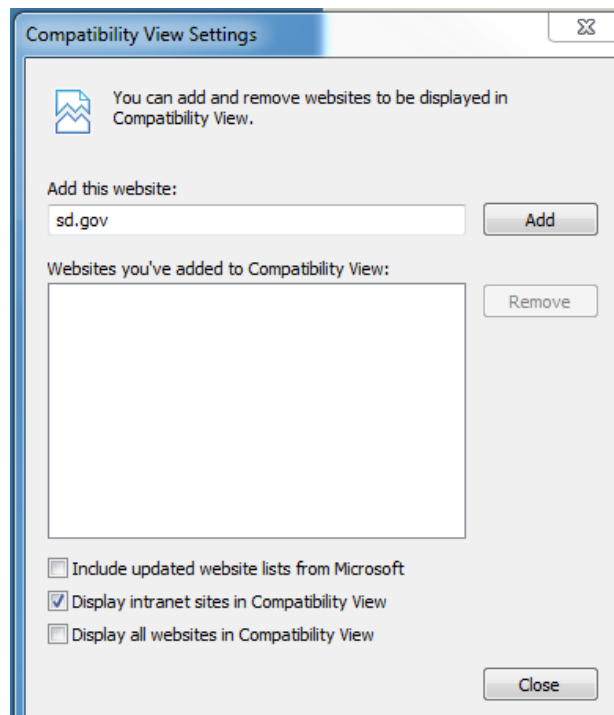 Compatibility View Settings
You can add and remove websites to be displayed in
Compatibility View.
Add this website:
sd.gov
Add
Websites you've added to Compatibility View:
Remove
Include updated website lists from Microsoft
Display intranet sites in Compatibility View
Display all websites in Compatibility View
Close